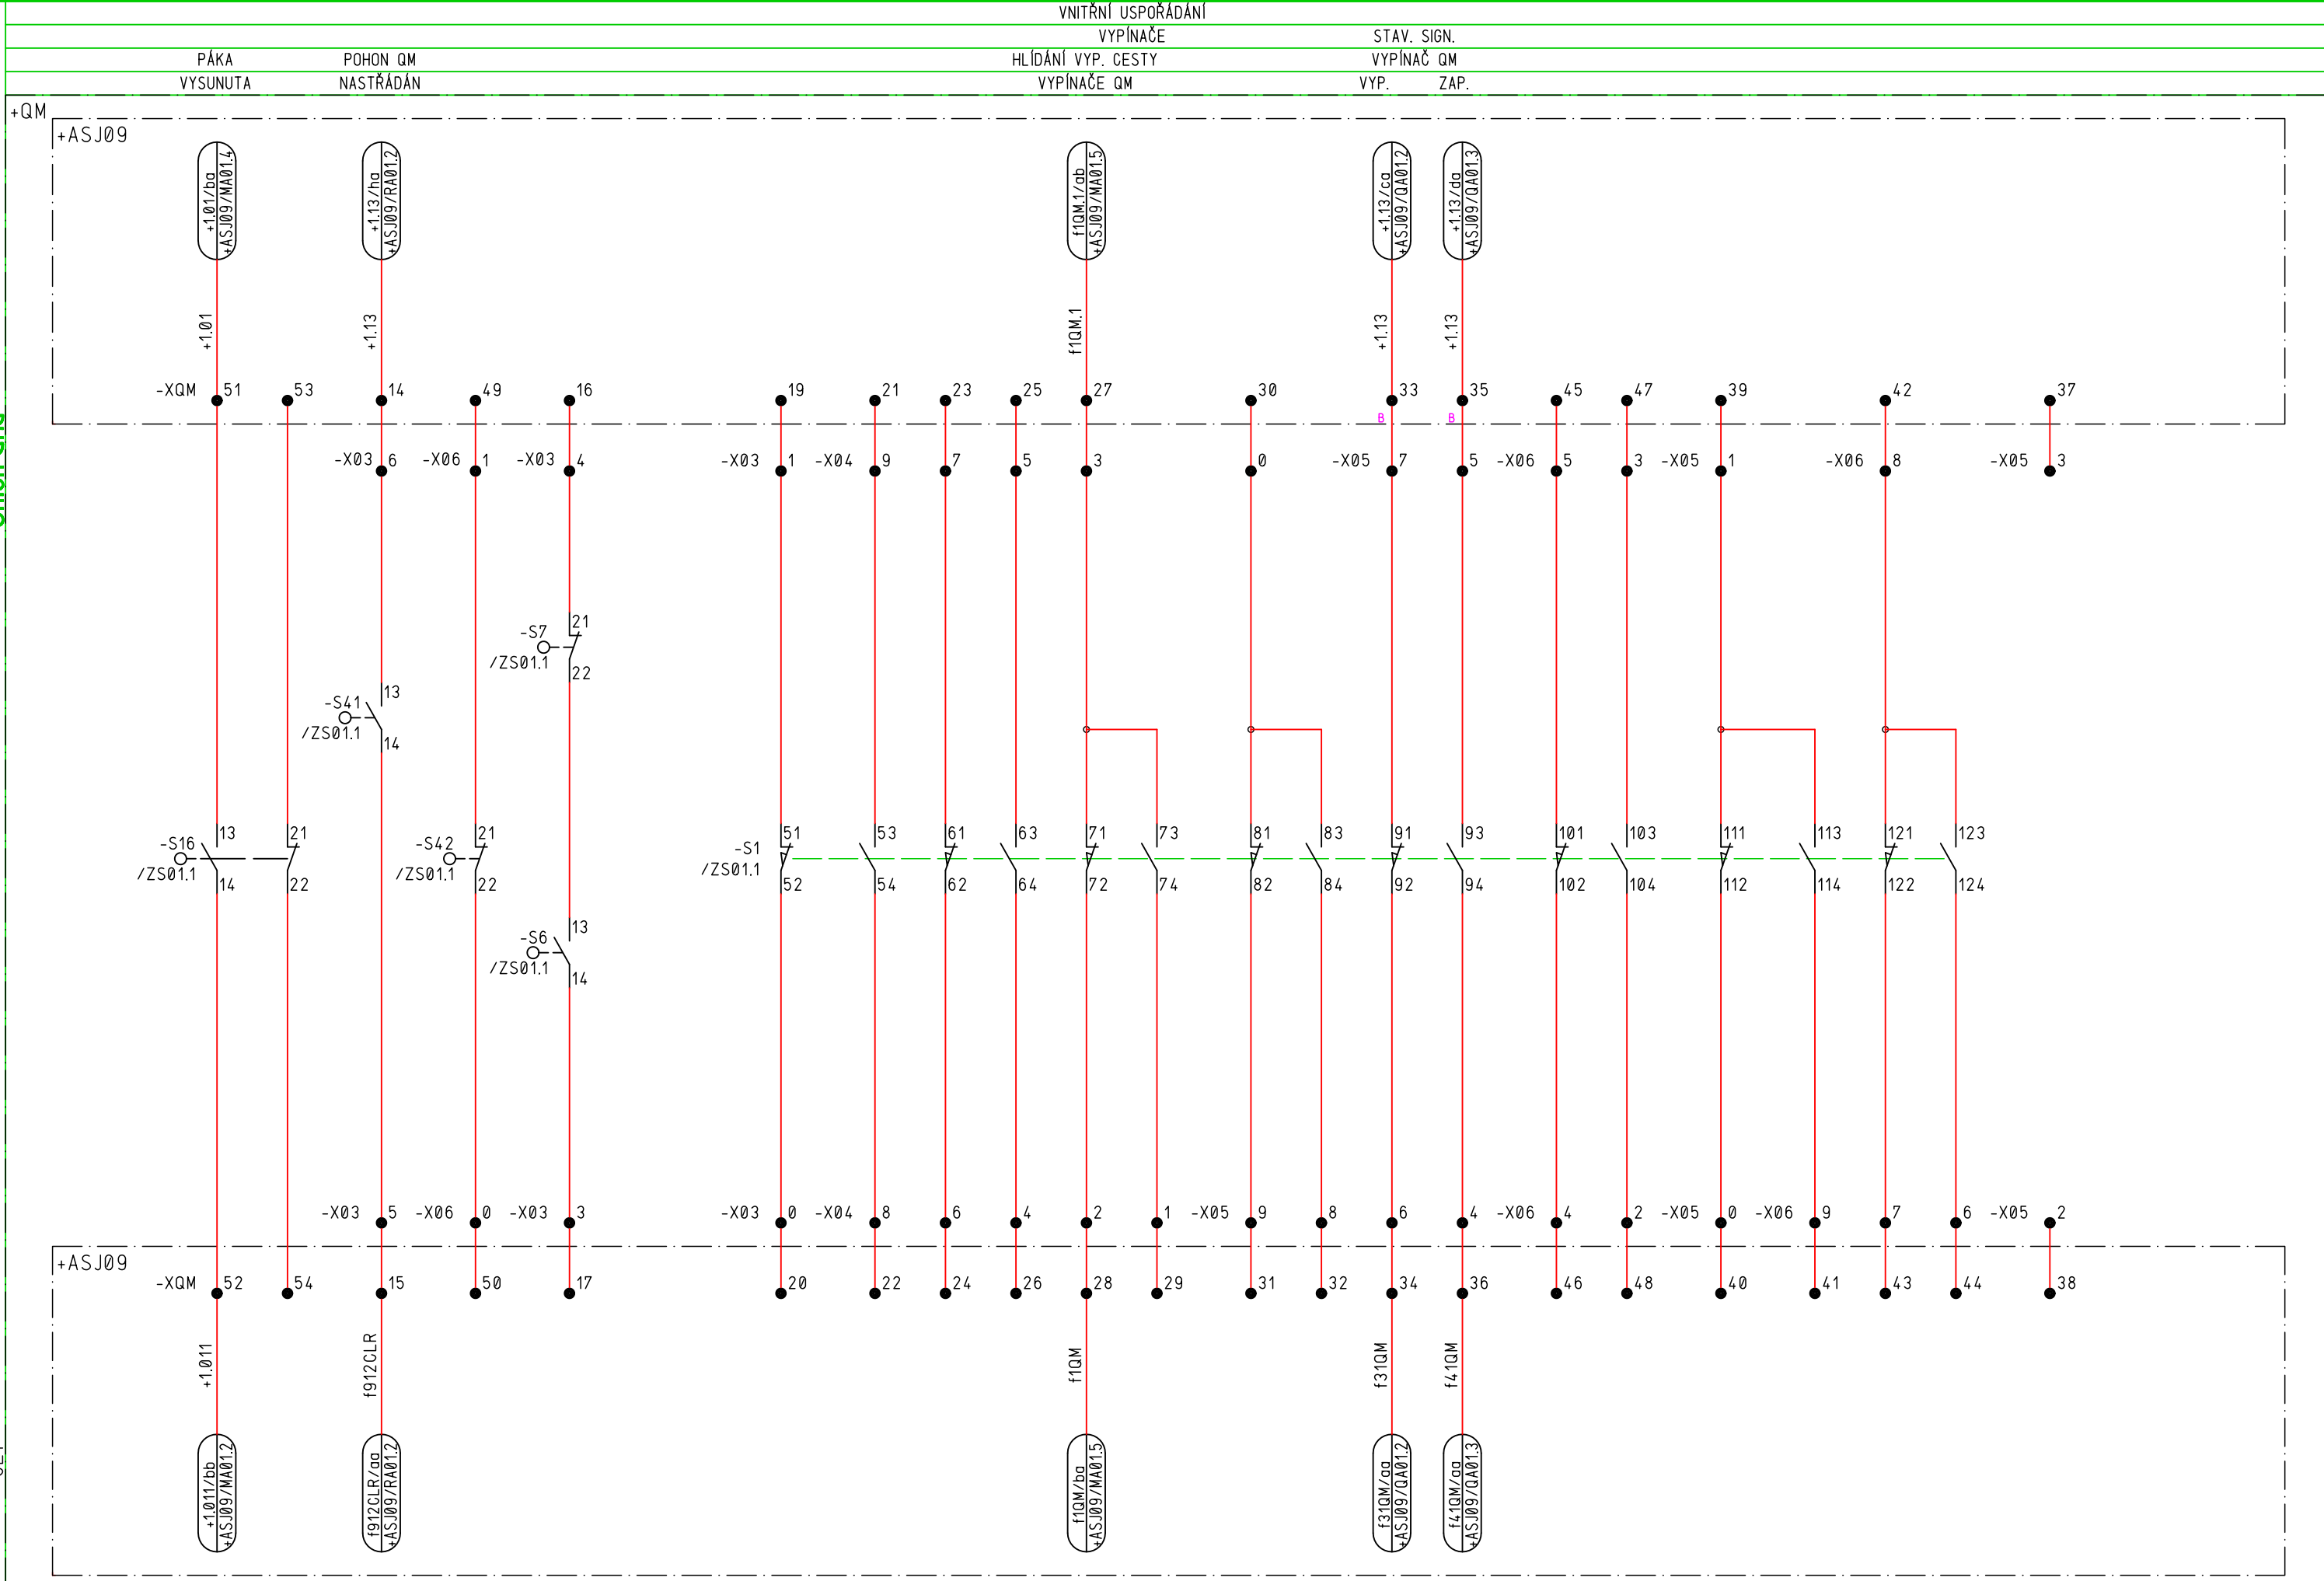 VNITŘNÍ USPOŘÁDÁNÍ
VYPÍNAČE STAV. SIGN.
PÁKA POHON QM HLÍDÁNÍ VYP. CESTY VYPÍNAČ QM
VYSUNUTA NASTŘÁDÁN VYPÍNAČE QM VYP. ZAP.
+QM
+ASJ09
+1.01/ba
+ASJ09/MA01.4
+1.13/ha
+ASJ09/RA01.2
f1QM.1/ab
+ASJ09/MA01.5
+1.13/ca
+ASJ09/QA01.2
+1.13/da
+ASJ09/QA01.3
+1.01 +1.13 f1QM.1 +1.13 +1.13
-XQM 51 53 14 49 16 19 21 23 25 27 30 33 35 45 47 39 42 37
B B
-X03 6 -X06 1 -X03 4 -X03 1 -X04 9 7 5 3 0 -X05 7 5 -X06 5 3 -X05 1 -X06 8 -X05 3
-S7 21
/ZS01.1 22
-S41 13
/ZS01.1 14
-S16 13 21 -S42 21 -S1 51 53 61 63 71 73 81 83 91 93 101 103 111 113 121 123
/ZS01.1 14 22 /ZS01.1 22 /ZS01.1 52 54 62 64 72 74 82 84 92 94 102 104 112 114 122 124
-S6 13
/ZS01.1 14
-X03 5 -X06 0 -X03 3 -X03 0 -X04 8 6 4 2 1 -X05 9 8 6 4 -X06 4 2 -X05 0 -X06 9 7 6 -X05 2
+ASJ09
-XQM 52 54 15 50 17 20 22 24 26 28 29 31 32 34 36 46 48 40 41 43 44 38
+1.011 f912CLR f1QM f31QM f41QM
+1.011/bb
+ASJ09/MA01.2
f912CLR/aa
+ASJ09/RA01.2
f1QM/ba
+ASJ09/MA01.5
f31QM/aa
+ASJ09/QA01.2
f41QM/aa
+ASJ09/QA01.3